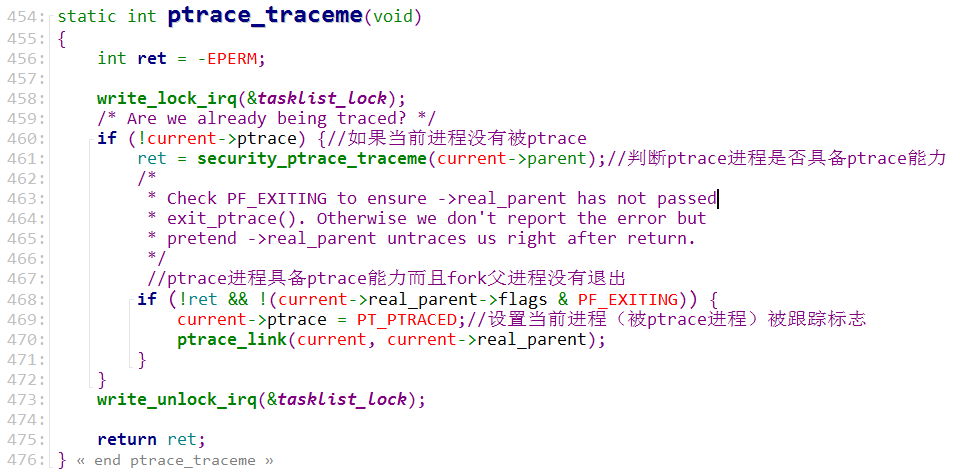 454: static int ptrace_traceme(void)
455: {
456: int ret = -EPERM;
457:
458: write_lock_irq(&tasklist_lock);
459: /* Are we already being traced? */
460: if (!current->ptrace) {//如果当前进程没有被ptrace
461: ret = security_ptrace_traceme(current->parent);//判断ptrace进程是否具备ptrace能力
462: /*
463: * Check PF_EXITING to ensure ->real_parent has not passed
464: * exit_ptrace(). Otherwise we don't report the error but
465: * pretend ->real_parent untraces us right after return.
466: */
467: //ptrace进程具备ptrace能力而且fork父进程没有退出
468: if (!ret && !(current->real_parent->flags & PF_EXITING)) {
469: current->ptrace = PT_PTRACED;//设置当前进程（被ptrace进程）被跟踪标志
470: ptrace_link(current, current->real_parent);
471: }
472: }
473: write_unlock_irq(&tasklist_lock);
474:
475: return ret;
476: } « end ptrace_traceme »